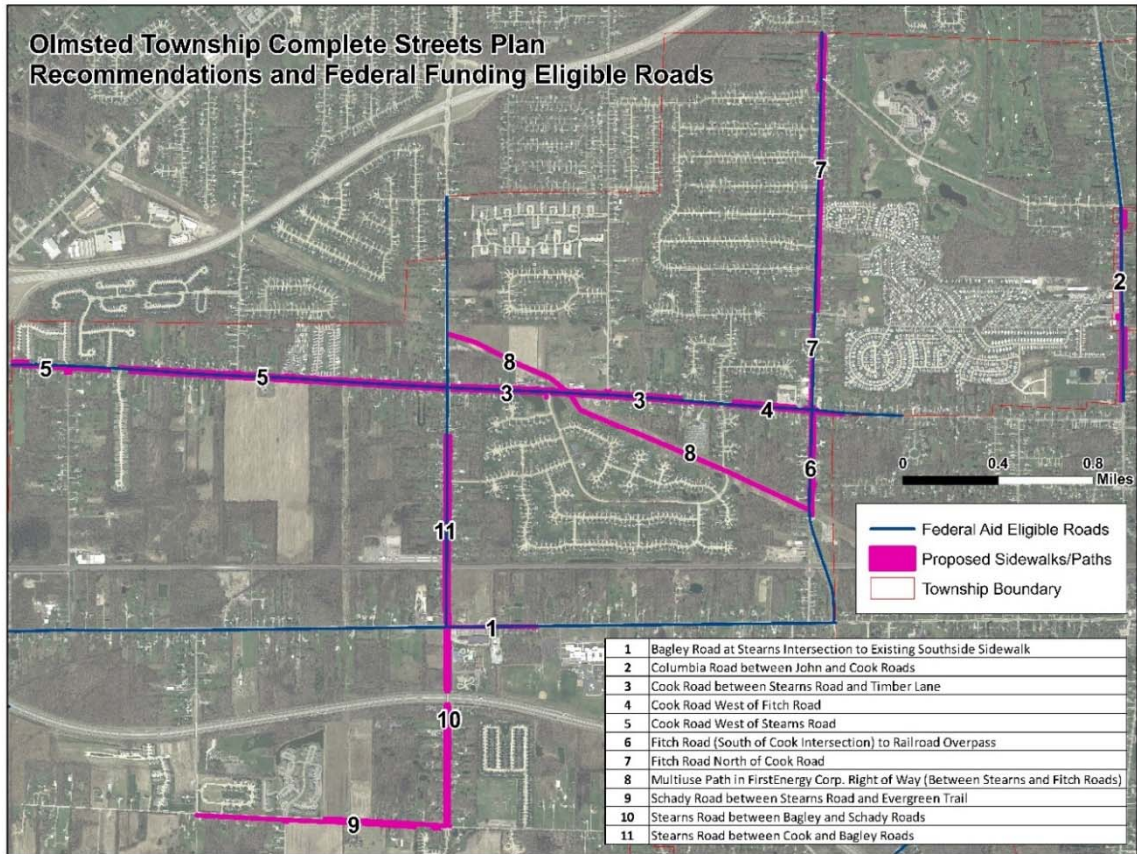 Olmsted Township Complete Streets Plan
Recommendations and Federal Funding Eligible Roads
7
2
8
7
5
5
3
3
4
8
6
0 0.4 0.8
Miles
11
Federal Aid Eligible Roads
Proposed Sidewalks/Paths
Township Boundary
1
10
9
1 Bagley Road at Stearns Intersection to Existing Southside Sidewalk
2 Columbia Road between John and Cook Roads
3 Cook Road between Stearns Road and Timber Lane
4 Cook Road West of Fitch Road
5 Cook Road West of Stearns Road
6 Fitch Road (South of Cook Intersection) to Railroad Overpass
7 Fitch Road North of Cook Road
8 Multiuse Path in FirstEnergy Corp. Right of Way (Between Stearns and Fitch Roads)
9 Schady Road between Stearns Road and Evergreen Trail
10 Stearns Road between Bagley and Schady Roads
11 Stearns Road between Cook and Bagley Roads